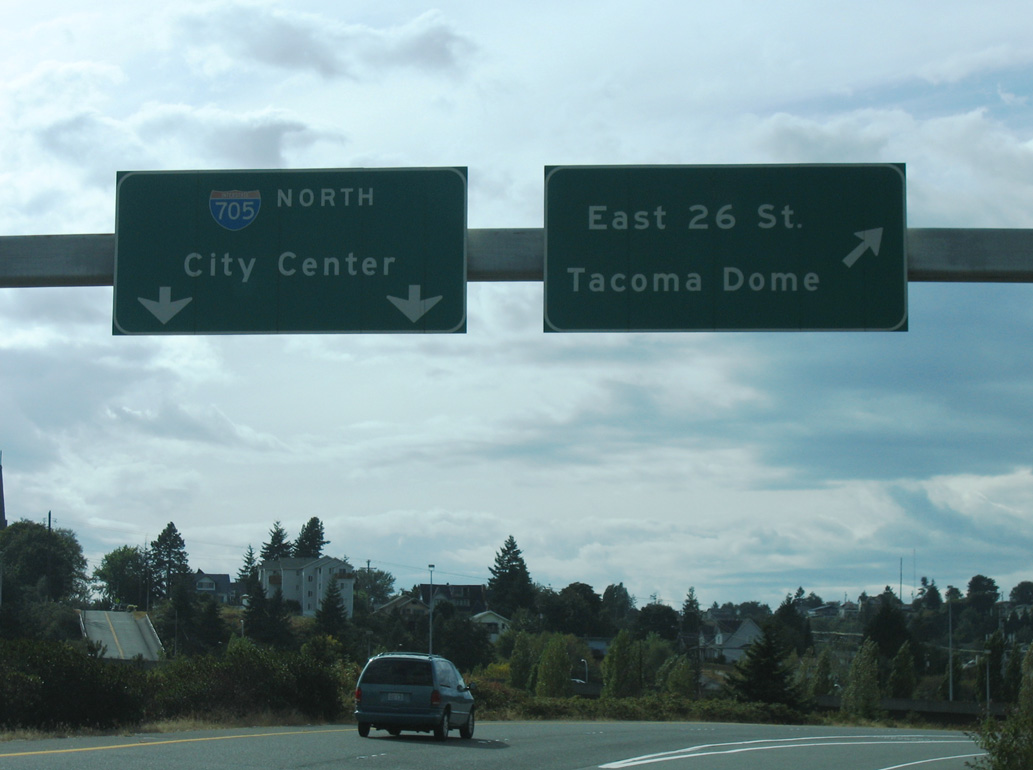 705 NORTH
City Center
East 26 St.
Tacoma Dome